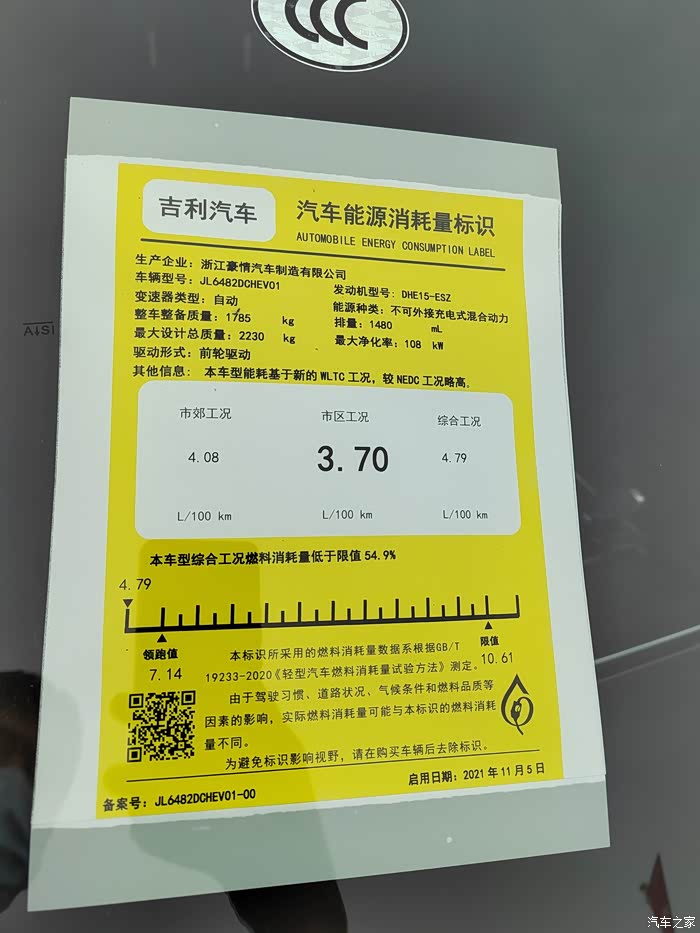 CCC
吉利汽车
汽车能源消耗量标识
AUTOMOBILE ENERGY CONSUMPTION LABEL
生产企业：浙江豪情汽车制造有限公司
车辆型号：JL6482DCHEV01
发动机型号：DHE15-ESZ
变速器类型：自动
能源种类：不可外接充电式混合动力
整车整备质量：1785 kg
排量：1480 mL
最大设计总质量：2230 kg
最大净化率：108 kW
驱动形式：前轮驱动
其他信息： 本车型能耗基于新的WLTC工况，较NEDC工况略高。
市郊工况 市区工况 综合工况
4.08 3.70 4.79
L/100 km L/100 km L/100 km
本车型综合工况燃料消耗量低于限值54.9%
4.79
领跑值
7.14
限值
10.61
本标识所采用的燃料消耗量数据系根据GB/T
19233-2020《轻型汽车燃料消耗量试验方法》测定。
由于驾驶习惯、道路状况、气候条件和燃料品质等
因素的影响，实际燃料消耗量可能与本标识的燃料消耗
量不同。
为避免标识影响视野，请在购买车辆后去除标识。
备案号：JL6482DCHEV01-00
启用日期：2021年11月5日
汽车之家